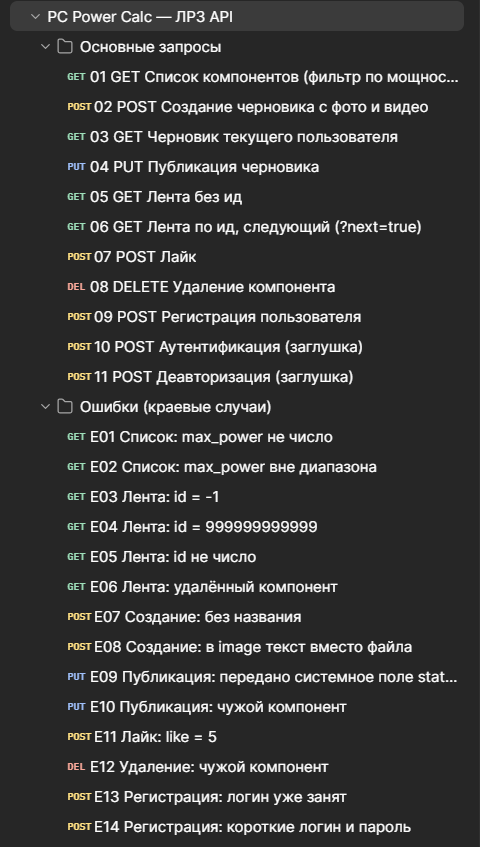 PC Power Calc — ЛР3 API
Основные запросы
GET 01 GET Список компонентов (фильтр по мощнос...
POST 02 POST Создание черновика с фото и видео
GET 03 GET Черновик текущего пользователя
PUT 04 PUT Публикация черновика
GET 05 GET Лента без ид
GET 06 GET Лента по ид, следующий (?next=true)
POST 07 POST Лайк
DEL 08 DELETE Удаление компонента
POST 09 POST Регистрация пользователя
POST 10 POST Аутентификация (заглушка)
POST 11 POST Деавторизация (заглушка)
Ошибки (краевые случаи)
GET E01 Список: max_power не число
GET E02 Список: max_power вне диапазона
GET E03 Лента: id = -1
GET E04 Лента: id = 999999999999
GET E05 Лента: id не число
GET E06 Лента: удалённый компонент
POST E07 Создание: без названия
POST E08 Создание: в image текст вместо файла
PUT E09 Публикация: передано системное поле stat...
PUT E10 Публикация: чужой компонент
POST E11 Лайк: like = 5
DEL E12 Удаление: чужой компонент
POST E13 Регистрация: логин уже занят
POST E14 Регистрация: короткие логин и пароль